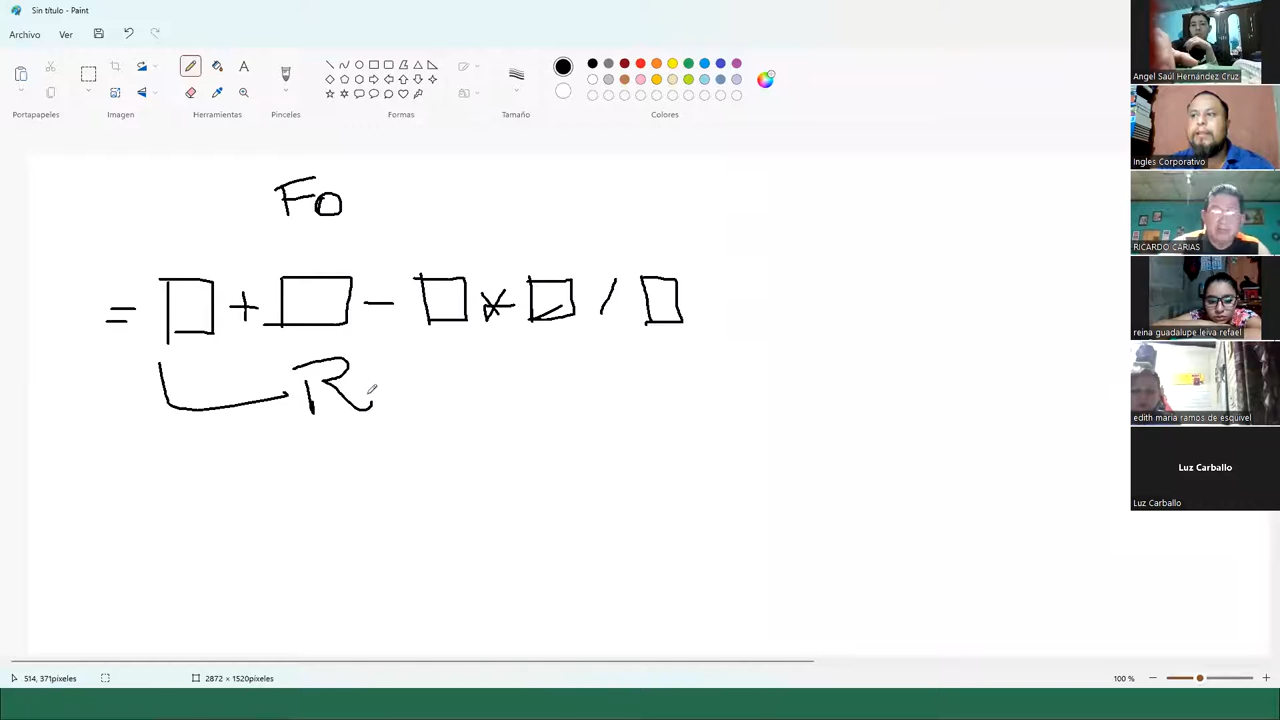 Sin título - Paint
Archivo Ver
Portapapeles Imagen Herramientas Pinceles Formas Tamaño Colores
A
Fo
= □ + □ - □ * □ / □
R
Angel Saúl Hernández Cruz
Ingles Corporativo
RICARDO CARIAS
reina guadalupe leiva refael
edith maria ramos de esquivel
Luz Carballo
Luz Carballo
514, 371píxeles 2872 × 1520píxeles 100 %